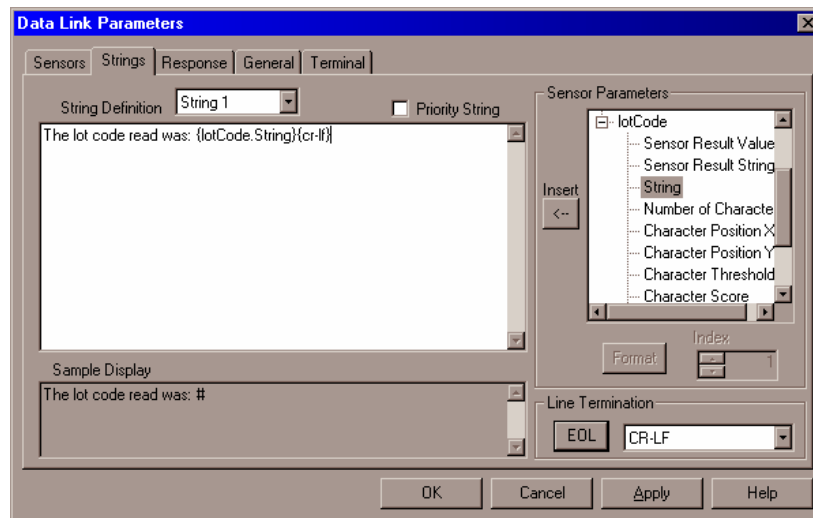 Data Link Parameters
Sensors Strings Response General Terminal
String Definition String 1 Priority String
The lot code read was: {lotCode.String}{cr-lf}
Sample Display
The lot code read was: #
Sensor Parameters
lotCode
Sensor Result Value
Sensor Result String
String
Number of Characte
Character Position X
Character Position Y
Character Threshold
Character Score
Insert
<--
Format Index 1
Line Termination
EOL CR-LF
OK Cancel Apply Help